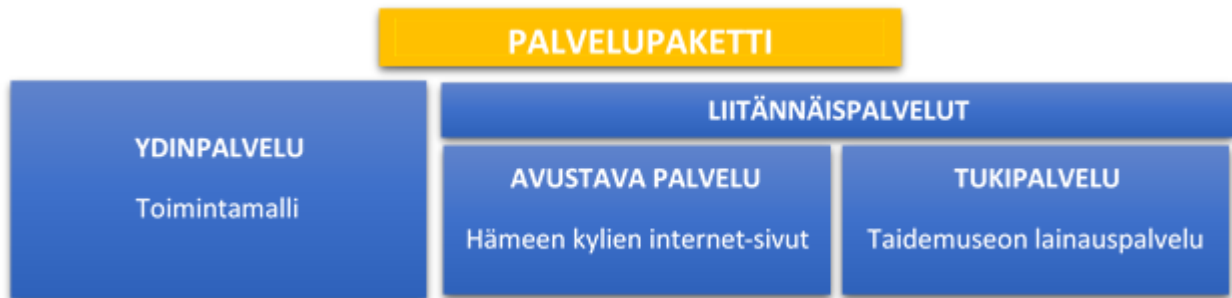 PALVELUPAKETTI
YDINPALVELU
Toimintamalli
LIITÄNNÄISPALVELUT
AVUSTAVA PALVELU
Hämeen kylien internet-sivut
TUKIPALVELU
Taidemuseon lainauspalvelu